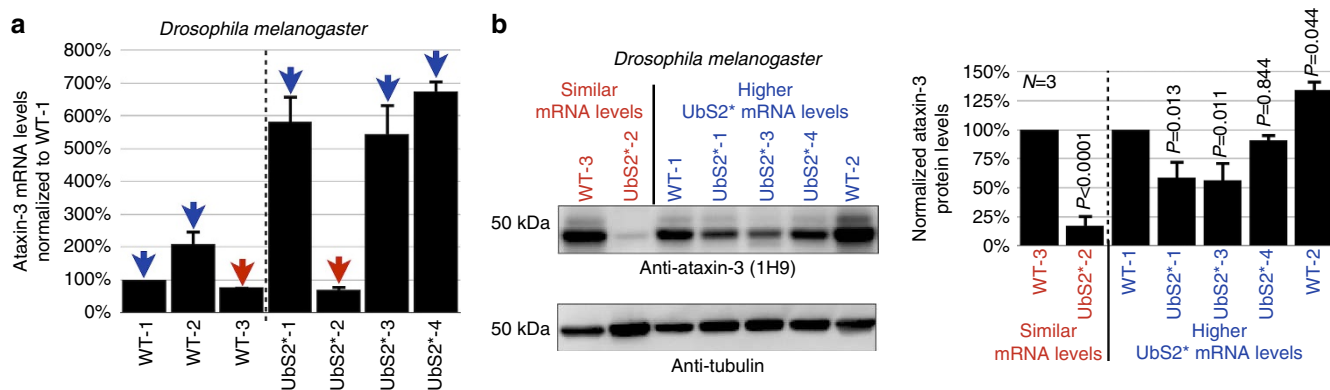 a
Drosophila melanogaster
Ataxin-3 mRNA levels
normalized to WT-1
800%
700%
600%
500%
400%
300%
200%
100%
0%
WT-1
WT-2
WT-3
UbS2*-1
UbS2*-2
UbS2*-3
UbS2*-4
b
Drosophila melanogaster
Similar
mRNA levels
Higher
UbS2* mRNA levels
WT-3
UbS2*-2
WT-1
UbS2*-1
UbS2*-3
UbS2*-4
WT-2
50 kDa
Anti-ataxin-3 (1H9)
50 kDa
Anti-tubulin
Normalized ataxin-3
protein levels
150%
125%
100%
75%
50%
25%
0%
N=3
P<0.0001
P=0.013
P=0.011
P=0.844
P=0.044
WT-3
UbS2*-2
WT-1
UbS2*-1
UbS2*-3
UbS2*-4
WT-2
Similar
mRNA levels
Higher
UbS2* mRNA levels